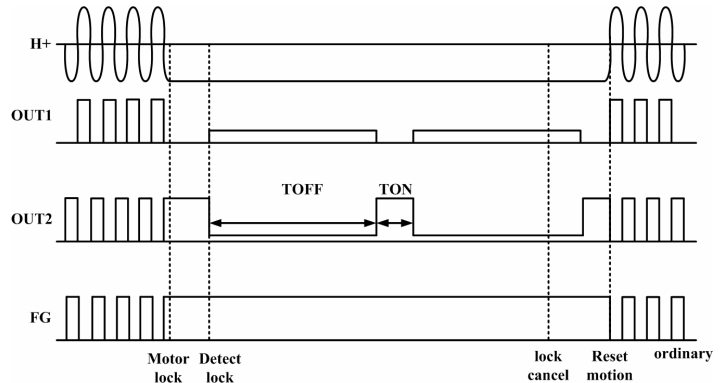 H+
OUT1
TOFF
TON
OUT2
FG
Motor
lock
Detect
lock
lock
cancel
Reset
motion
ordinary